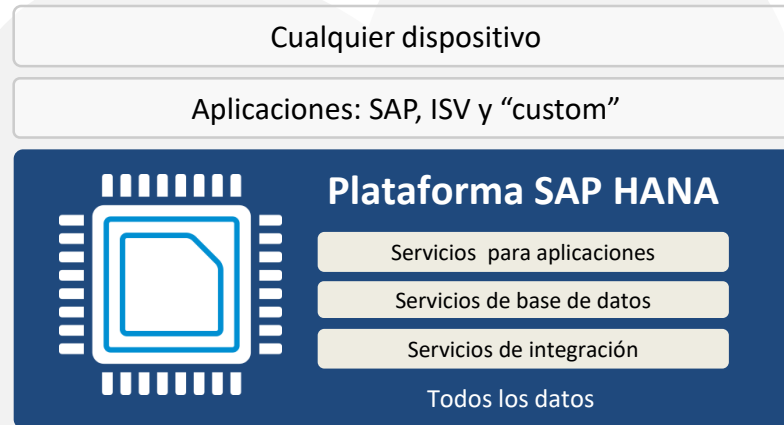 Cualquier dispositivo
Aplicaciones: SAP, ISV y “custom”
Plataforma SAP HANA
Servicios para aplicaciones
Servicios de base de datos
Servicios de integración
Todos los datos